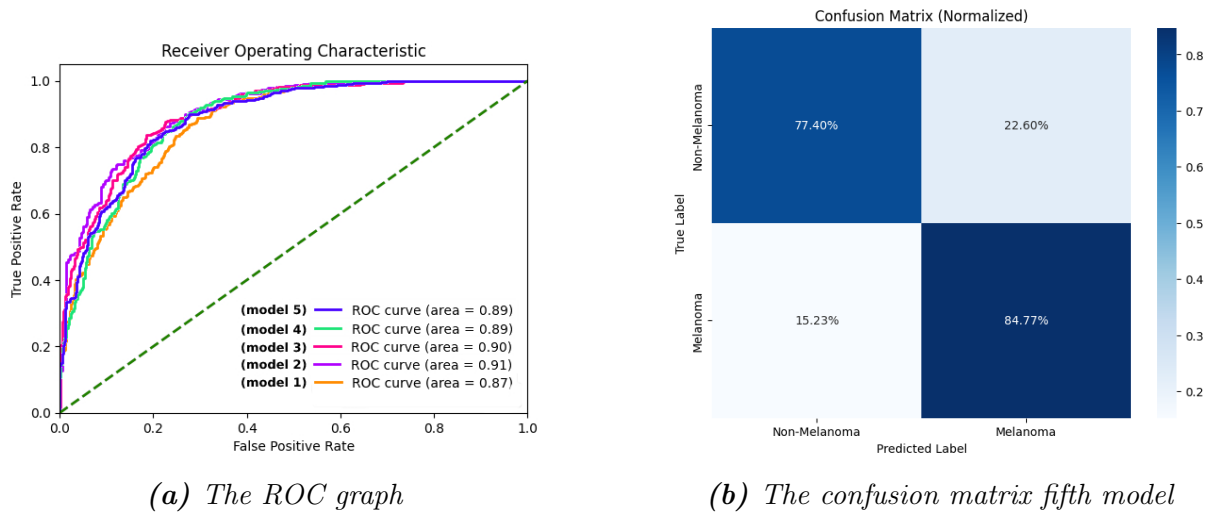 Receiver Operating Characteristic
True Positive Rate
1.0
0.8
0.6
0.4
0.2
0.0
(model 5) ROC curve (area = 0.89)
(model 4) ROC curve (area = 0.89)
(model 3) ROC curve (area = 0.90)
(model 2) ROC curve (area = 0.91)
(model 1) ROC curve (area = 0.87)
0.0 0.2 0.4 0.6 0.8 1.0
False Positive Rate
(a) The ROC graph
Confusion Matrix (Normalized)
True Label
Non-Melanoma
Melanoma
77.40% 22.60%
15.23% 84.77%
Non-Melanoma Melanoma
Predicted Label
0.8
0.7
0.6
0.5
0.4
0.3
0.2
(b) The confusion matrix fifth model